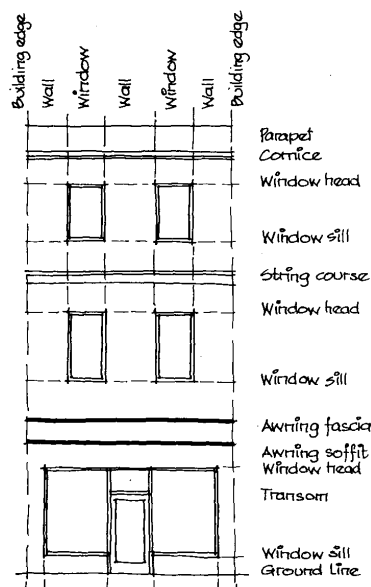 Building edge
Wall
Window
Wall
Window
Wall
Building edge
Parapet
Cornice
Window head
Window sill
String course
Window head
Window sill
Awning fascia
Awning soffit
Window head
Transom
Window sill
Ground Line